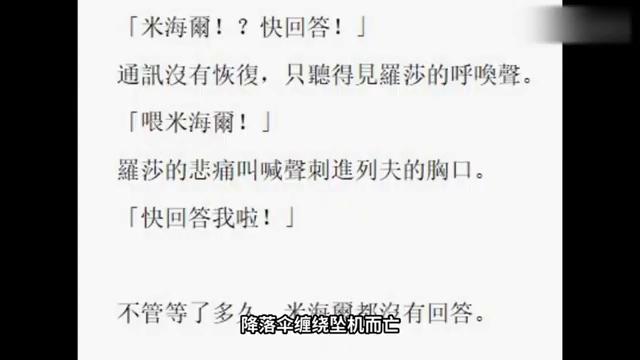 「米海爾！？快回答！」
通訊沒有恢復，只聽得見羅莎的呼喚聲。
「喂米海爾！」
羅莎的悲痛叫喊聲刺進列夫的胸口。
「快回答我啦！」
不管等了多久，米海爾都沒有回答。
降落伞缠绕坠机而亡